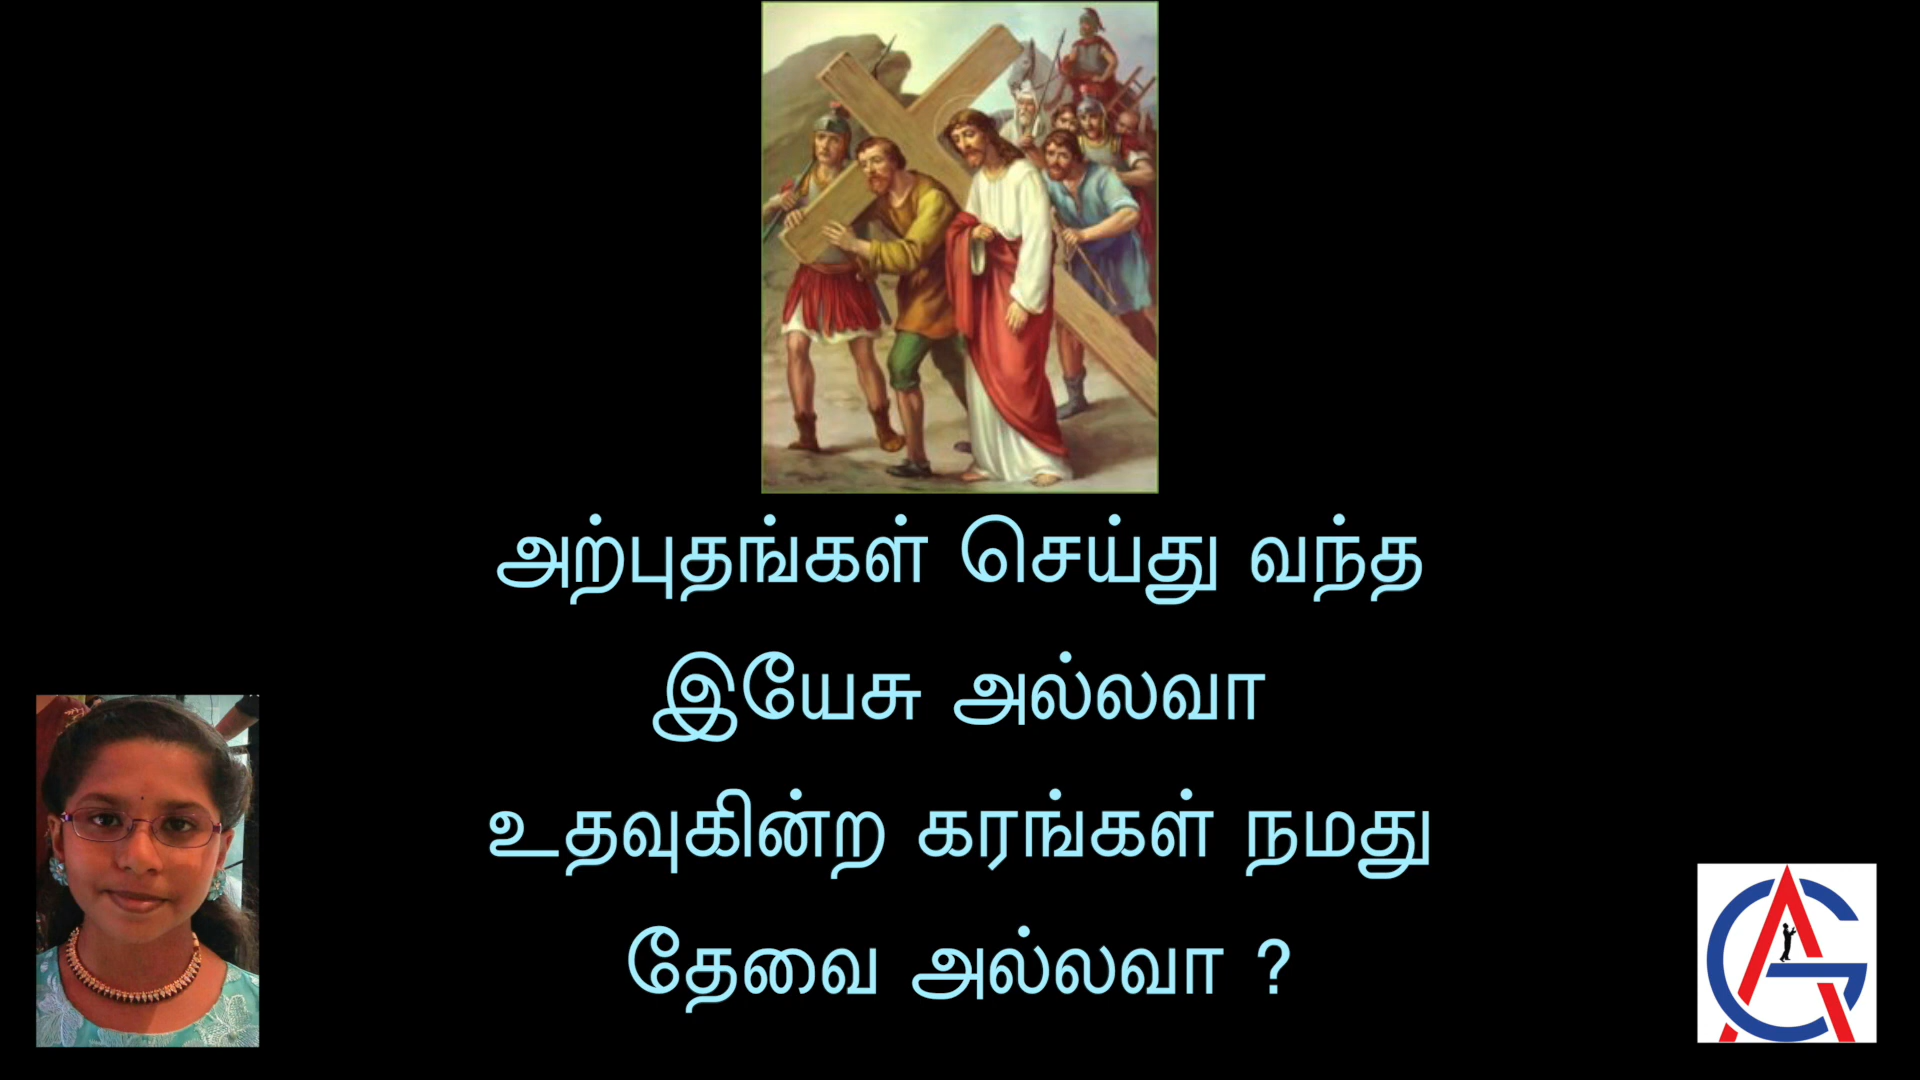 அற்புதங்கள் செய்து வந்த
இயேசு அல்லவா
உதவுகின்ற கரங்கள் நமது
தேவை அல்லவா ?